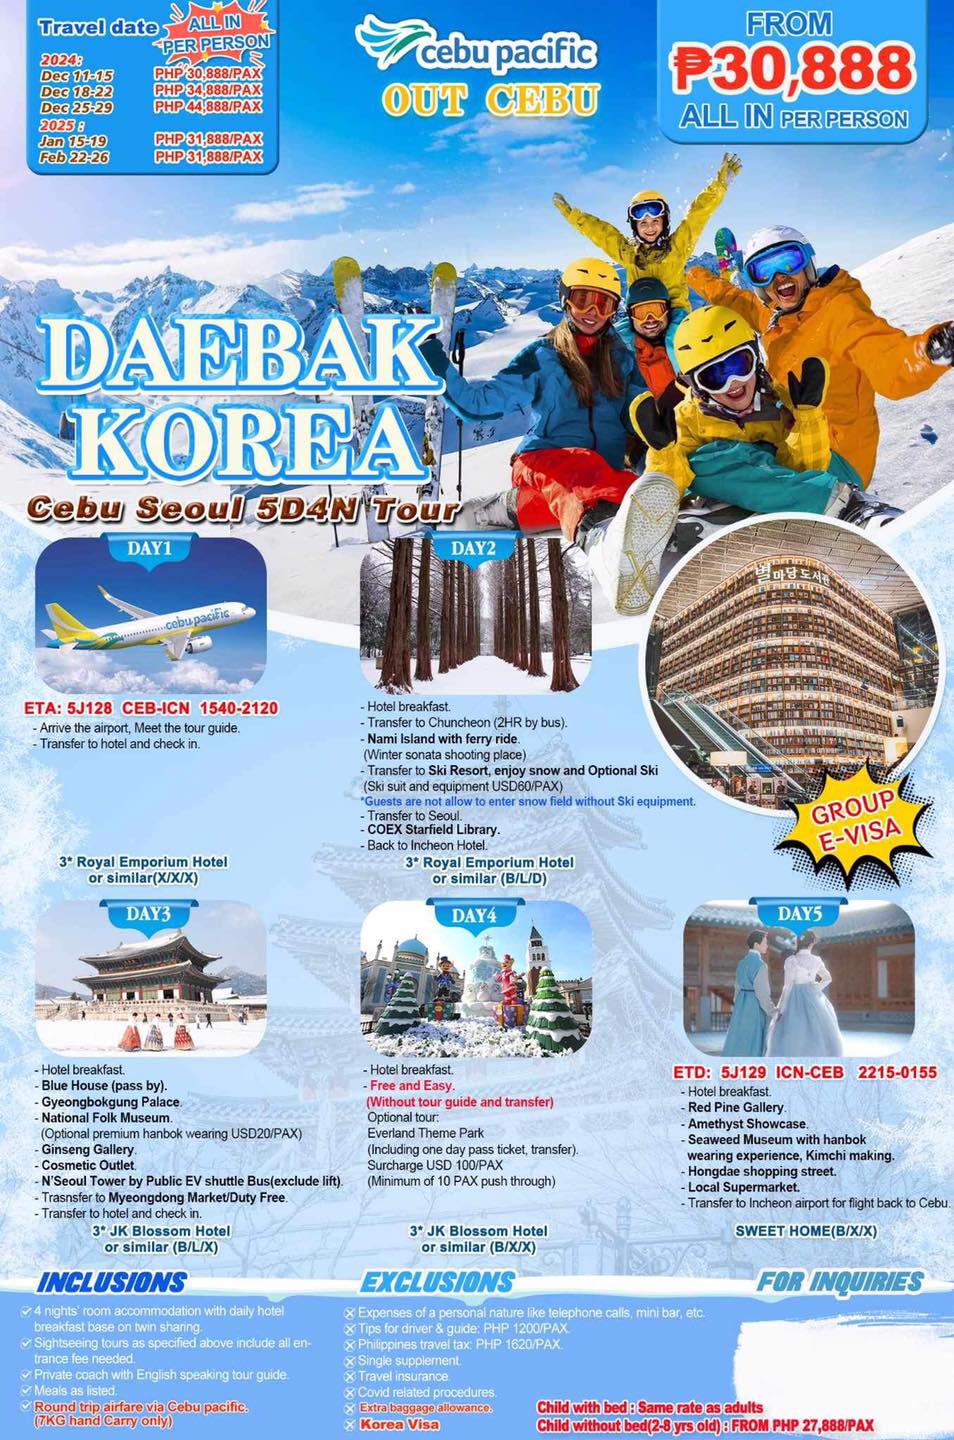 Travel date
ALL IN
PER PERSON
2024:
Dec 11-15 PHP 30,888/PAX
Dec 18-22 PHP 34,888/PAX
Dec 25-29 PHP 44,888/PAX
2025 :
Jan 15-19 PHP 31,888/PAX
Feb 22-26 PHP 31,888/PAX
cebu pacific
OUT CEBU
FROM
₱30,888
ALL IN PER PERSON
DAEBAK
KOREA
Cebu Seoul 5D4N Tour
DAY1
cebu pacific
ETA: 5J128 CEB-ICN 1540-2120
- Arrive the airport, Meet the tour guide.
- Transfer to hotel and check in.
3* Royal Emporium Hotel
or similar(X/X/X)
DAY2
- Hotel breakfast.
- Transfer to Chuncheon (2HR by bus).
- Nami Island with ferry ride.
(Winter sonata shooting place)
- Transfer to Ski Resort, enjoy snow and Optional Ski
(Ski suit and equipment USD60/PAX)
*Guests are not allow to enter snow field without Ski equipment.
- Transfer to Seoul.
- COEX Starfield Library.
- Back to Incheon Hotel.
3* Royal Emporium Hotel
or similar (B/L/D)
별마당도서관
GROUP
E-VISA
DAY3
- Hotel breakfast.
- Blue House (pass by).
- Gyeongbokgung Palace.
- National Folk Museum.
(Optional premium hanbok wearing USD20/PAX)
- Ginseng Gallery.
- Cosmetic Outlet.
- N'Seoul Tower by Public EV shuttle Bus(exclude lift).
- Trasnsfer to Myeongdong Market/Duty Free.
- Transfer to hotel and check in.
3* JK Blossom Hotel
or similar (B/L/X)
DAY4
- Hotel breakfast.
- Free and Easy.
(Without tour guide and transfer)
Optional tour:
Everland Theme Park
(Including one day pass ticket, transfer).
Surcharge USD 100/PAX
(Minimum of 10 PAX push through)
3* JK Blossom Hotel
or similar (B/X/X)
DAY5
ETD: 5J129 ICN-CEB 2215-0155
- Hotel breakfast.
- Red Pine Gallery.
- Amethyst Showcase.
- Seaweed Museum with hanbok
wearing experience, Kimchi making.
- Hongdae shopping street.
- Local Supermarket.
- Transfer to Incheon airport for flight back to Cebu.
SWEET HOME(B/X/X)
INCLUSIONS
4 nights' room accommodation with daily hotel
breakfast base on twin sharing.
Sightseeing tours as specified above include all en-
trance fee needed.
Private coach with English speaking tour guide.
Meals as listed.
Round trip airfare via Cebu pacific.
(7KG hand Carry only)
EXCLUSIONS
Expenses of a personal nature like telephone calls, mini bar, etc.
Tips for driver & guide: PHP 1200/PAX.
Philippines travel tax: PHP 1620/PAX.
Single supplement.
Travel insurance.
Covid related procedures.
Extra baggage allowance.
Korea Visa
FOR INQUIRIES
Child with bed : Same rate as adults
Child without bed(2-8 yrs old) : FROM PHP 27,888/PAX